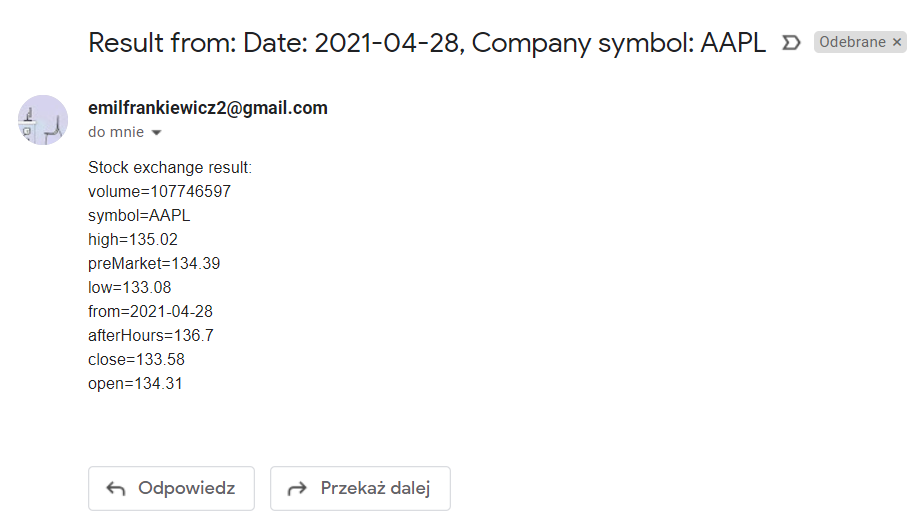 Result from: Date: 2021-04-28, Company symbol: AAPL Odebrane ×
emilfrankiewicz2@gmail.com
do mnie
Stock exchange result:
volume=107746597
symbol=AAPL
high=135.02
preMarket=134.39
low=133.08
from=2021-04-28
afterHours=136.7
close=133.58
open=134.31
Odpowiedz Przekaż dalej